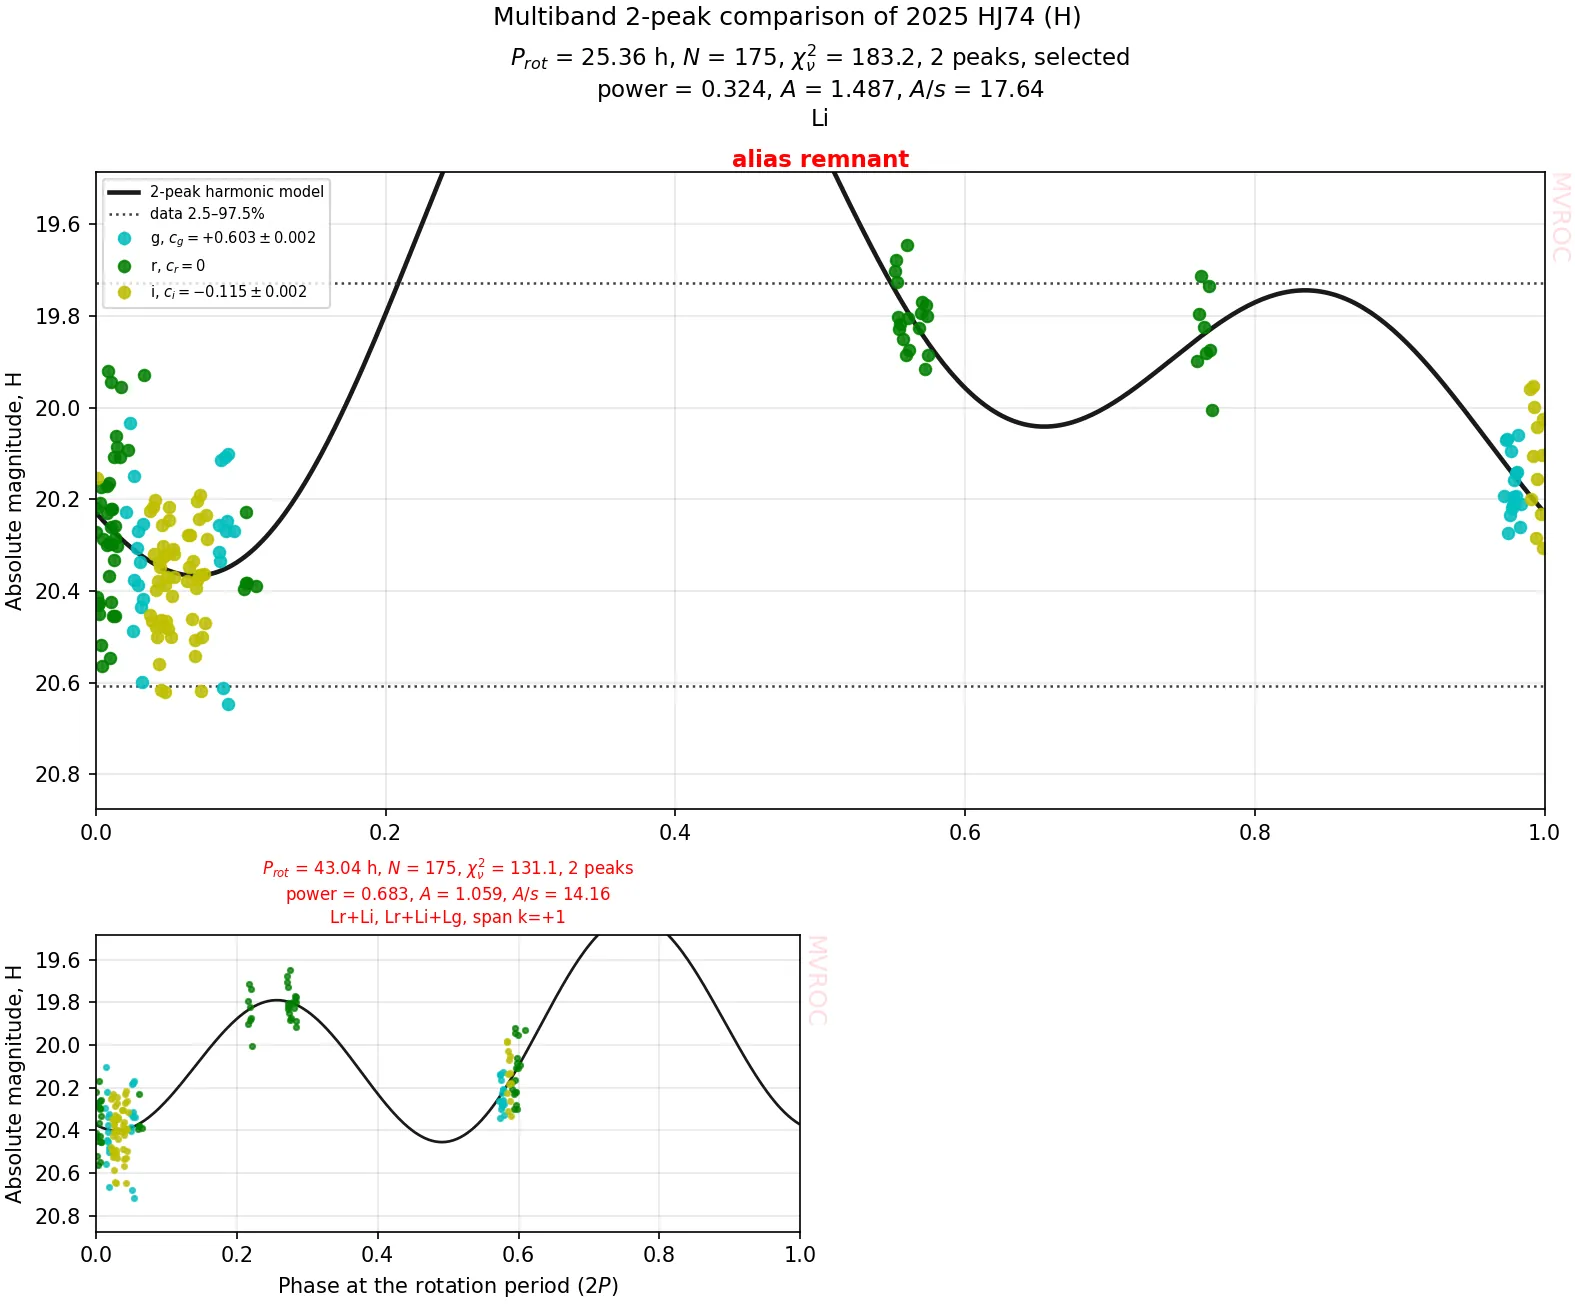 Multiband 2-peak comparison of 2025 HJ74 (H)
P_rot = 25.36 h, N = 175, χ²_ν = 183.2, 2 peaks, selected
power = 0.324, A = 1.487, A/s = 17.64
Li
alias remnant
2-peak harmonic model
data 2.5–97.5%
g, c_g = +0.603 ± 0.002
r, c_r = 0
i, c_i = −0.115 ± 0.002
Absolute magnitude, H
19.6
19.8
20.0
20.2
20.4
20.6
20.8
0.0 0.2 0.4 0.6 0.8 1.0
MVROC
P_rot = 43.04 h, N = 175, χ²_ν = 131.1, 2 peaks
power = 0.683, A = 1.059, A/s = 14.16
Lr+Li, Lr+Li+Lg, span k=+1
Absolute magnitude, H
19.6
19.8
20.0
20.2
20.4
20.6
20.8
0.0 0.2 0.4 0.6 0.8 1.0
Phase at the rotation period (2P)
MVROC